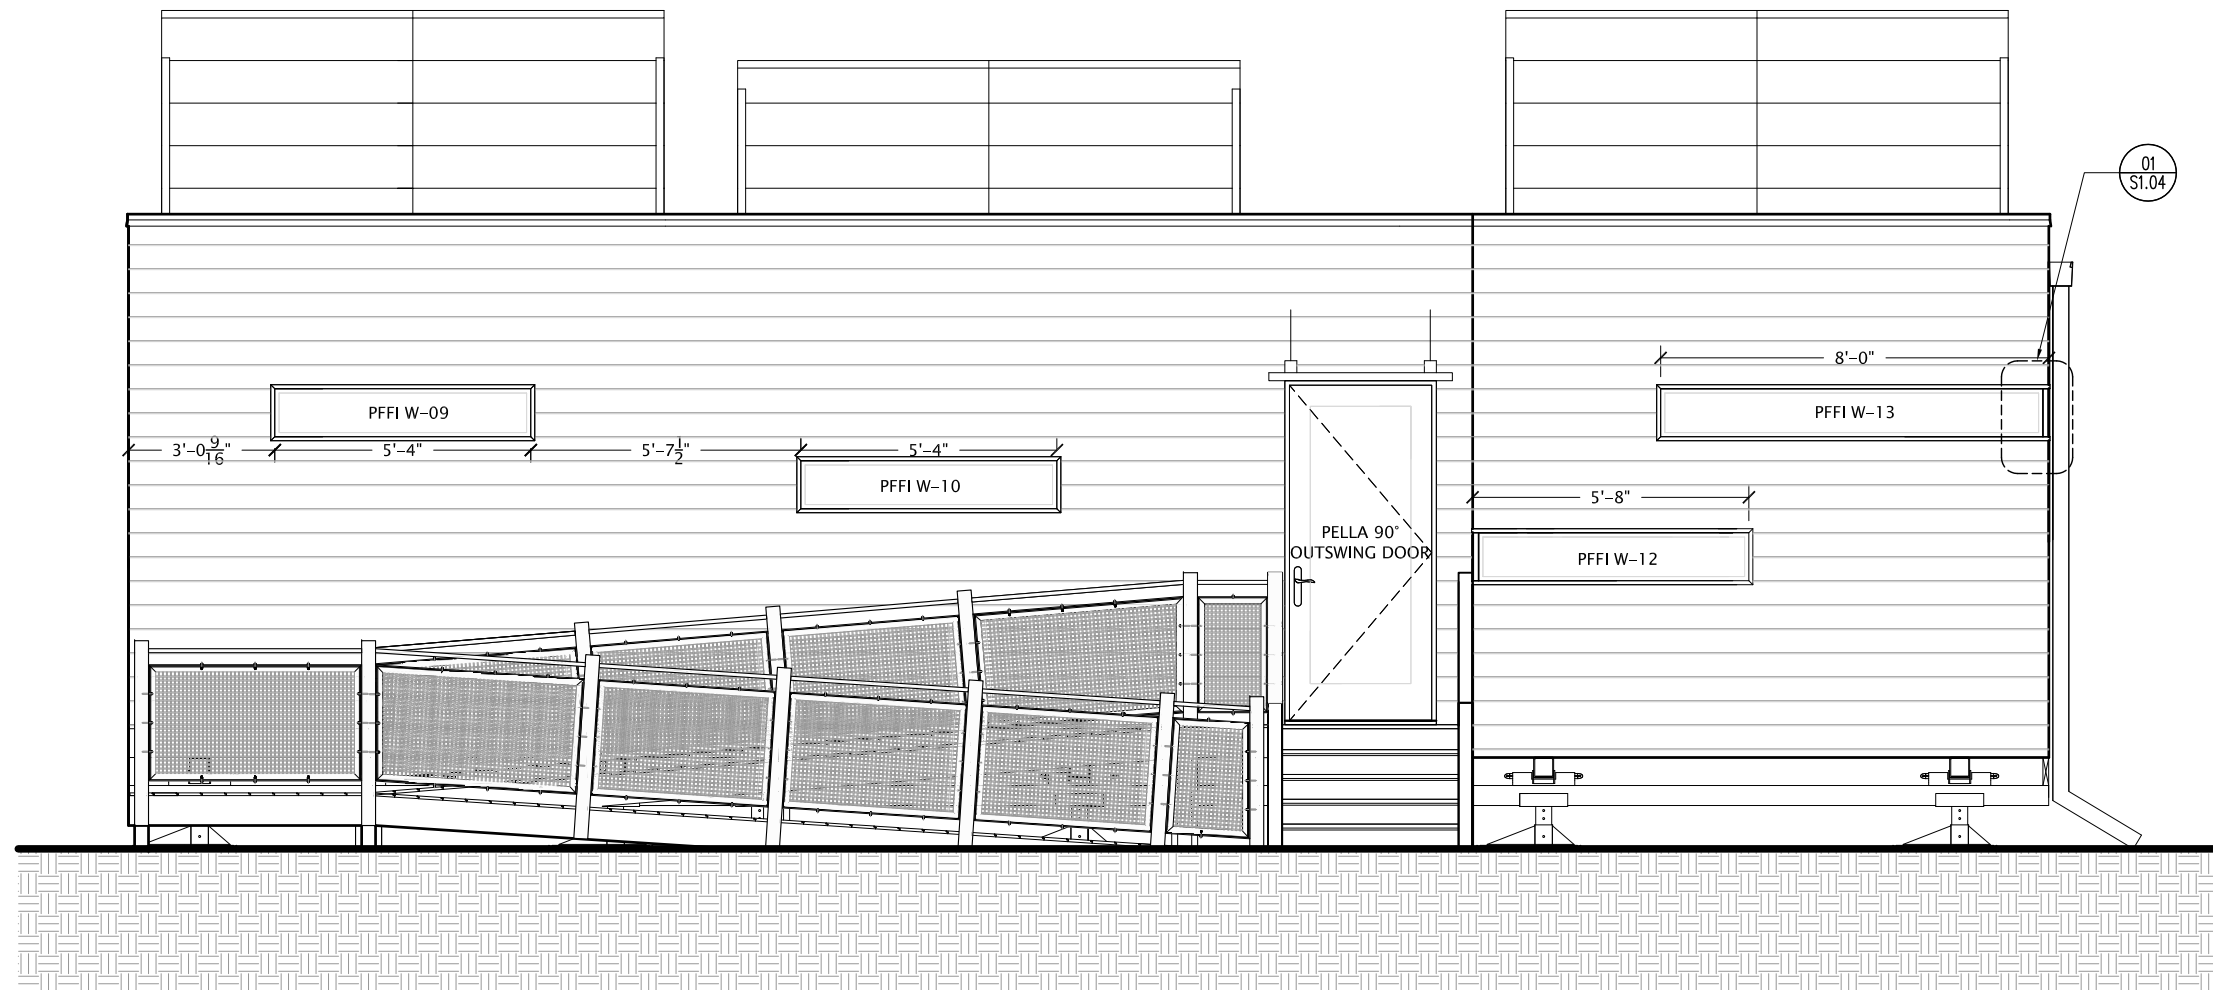 01
S1.04
8'-0"
PFFI W-09
PFFI W-13
3'-0 9/16"
5'-4"
5'-7 1/2"
5'-4"
PFFI W-10
5'-8"
PELLA 90°
OUTSWING DOOR
PFFI W-12